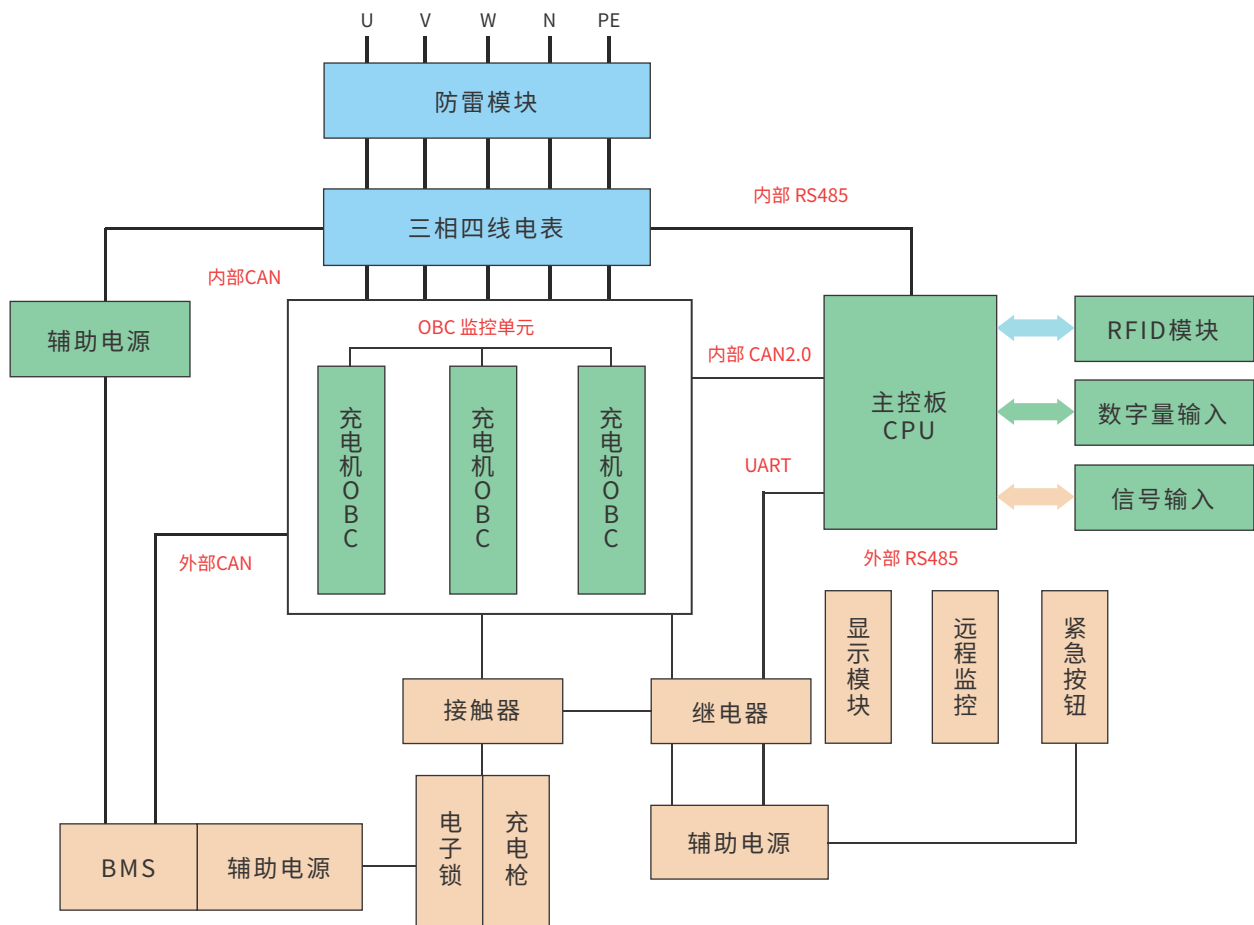 U V W N PE
防雷模块
三相四线电表
内部 RS485
内部CAN
辅助电源
OBC 监控单元
充电机OBC
充电机OBC
充电机OBC
内部 CAN2.0
主控板
CPU
RFID模块
数字量输入
信号输入
UART
外部CAN
外部 RS485
显示模块
远程监控
紧急按钮
接触器
继电器
BMS
辅助电源
电子锁
充电枪
辅助电源